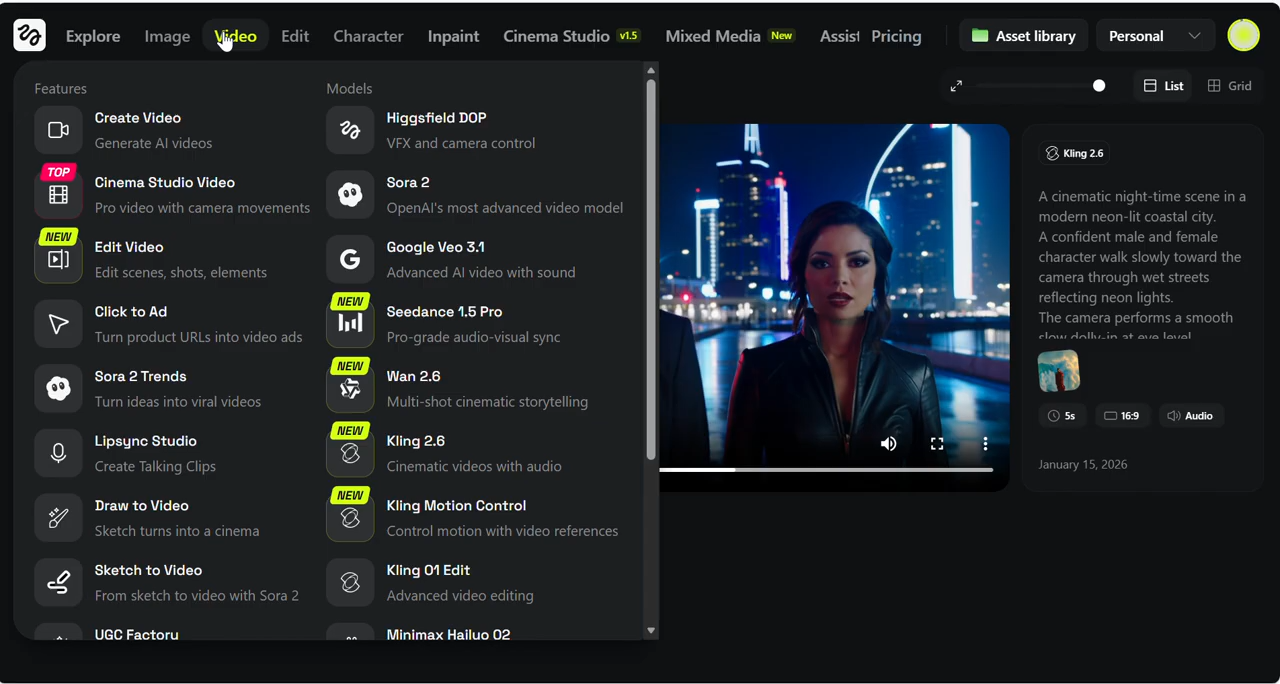 Explore
Image
Video
Edit
Character
Inpaint
Cinema Studio v1.5
Mixed Media New
Assist
Pricing
Asset library
Personal
List
Grid
Features
Create Video
Generate AI videos
TOP
Cinema Studio Video
Pro video with camera movements
NEW
Edit Video
Edit scenes, shots, elements
Click to Ad
Turn product URLs into video ads
Sora 2 Trends
Turn ideas into viral videos
Lipsync Studio
Create Talking Clips
Draw to Video
Sketch turns into a cinema
Sketch to Video
From sketch to video with Sora 2
UGC Factory
Models
Higgsfield DOP
VFX and camera control
Sora 2
OpenAI's most advanced video model
Google Veo 3.1
Advanced AI video with sound
NEW
Seedance 1.5 Pro
Pro-grade audio-visual sync
NEW
Wan 2.6
Multi-shot cinematic storytelling
NEW
Kling 2.6
Cinematic videos with audio
NEW
Kling Motion Control
Control motion with video references
Kling O1 Edit
Advanced video editing
Minimax Hailuo 02
Kling 2.6
A cinematic night-time scene in a
modern neon-lit coastal city.
A confident male and female
character walk slowly toward the
camera through wet streets
reflecting neon lights.
The camera performs a smooth
slow dolly-in at eye level
5s
16:9
Audio
January 15, 2026